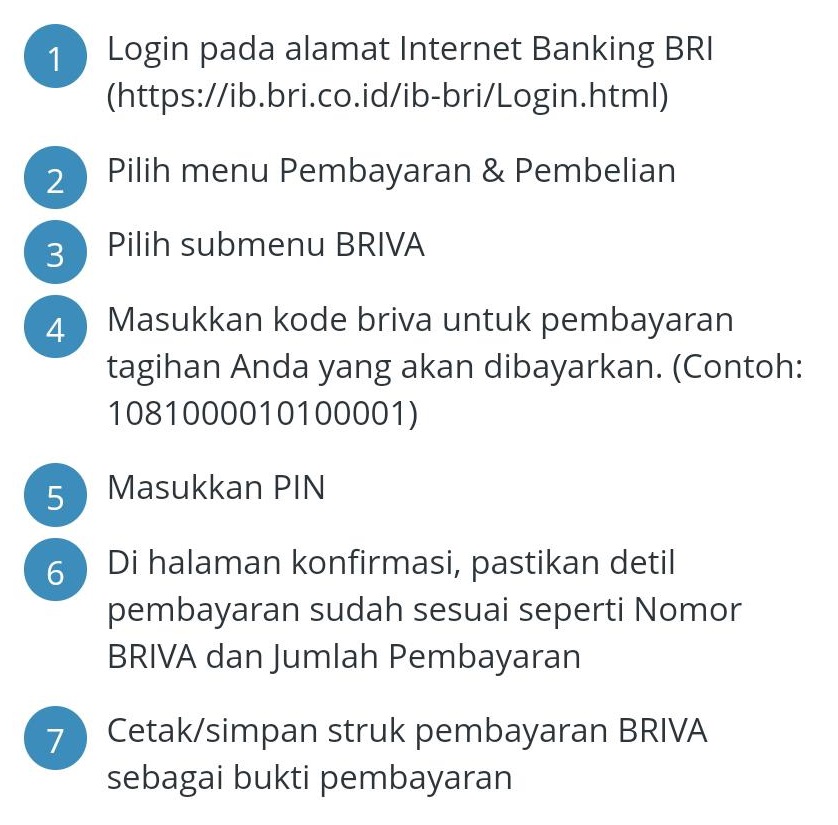 1 Login pada alamat Internet Banking BRI
(https://ib.bri.co.id/ib-bri/Login.html)
2 Pilih menu Pembayaran & Pembelian
3 Pilih submenu BRIVA
4 Masukkan kode briva untuk pembayaran
tagihan Anda yang akan dibayarkan. (Contoh:
1081000010100001)
5 Masukkan PIN
6 Di halaman konfirmasi, pastikan detil
pembayaran sudah sesuai seperti Nomor
BRIVA dan Jumlah Pembayaran
7 Cetak/simpan struk pembayaran BRIVA
sebagai bukti pembayaran